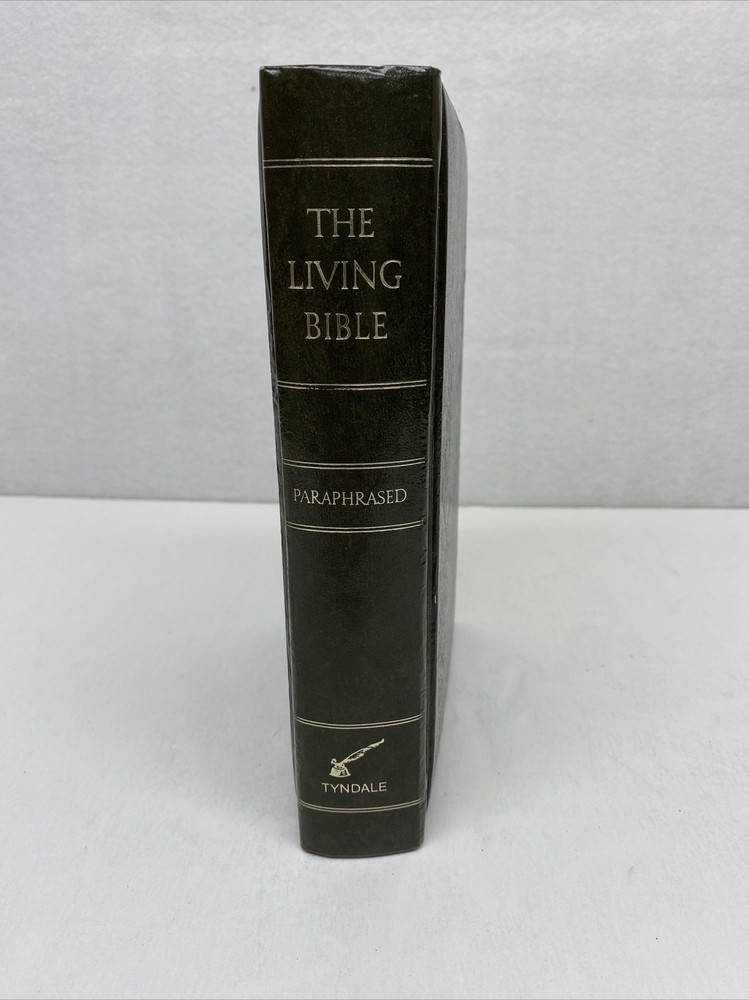 THE
LIVING
BIBLE
PARAPHRASED
TYNDALE